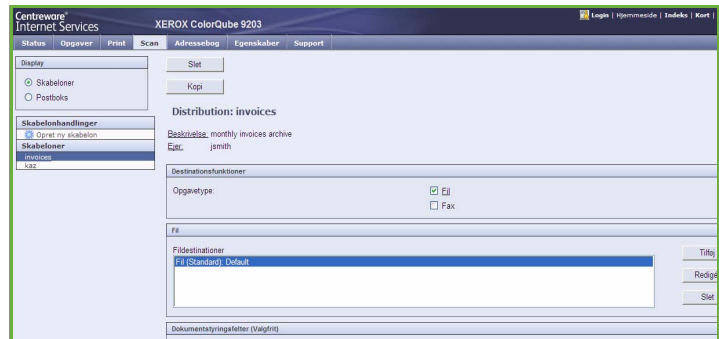 Centreware®
Internet Services
XEROX ColorQube 9203
Login | Hjemmeside | Indeks | Kort |
Status Opgaver Print Scan Adressebog Egenskaber Support
Display
Skabeloner
Postboks
Skabelonhandlinger
Opret ny skabelon
Skabeloner
invoices
kaz
Slet
Kopi
Distribution: invoices
Beskrivelse: monthly invoices archive
Ejer: jsmith
Destinationsfunktioner
Opgavetype:
Fil
Fax
Fil
Fildestinationer
Fil (Standard): Default
Tilføj
Redigé
Slet
Dokumentstyringsfelter (Valgfrit)